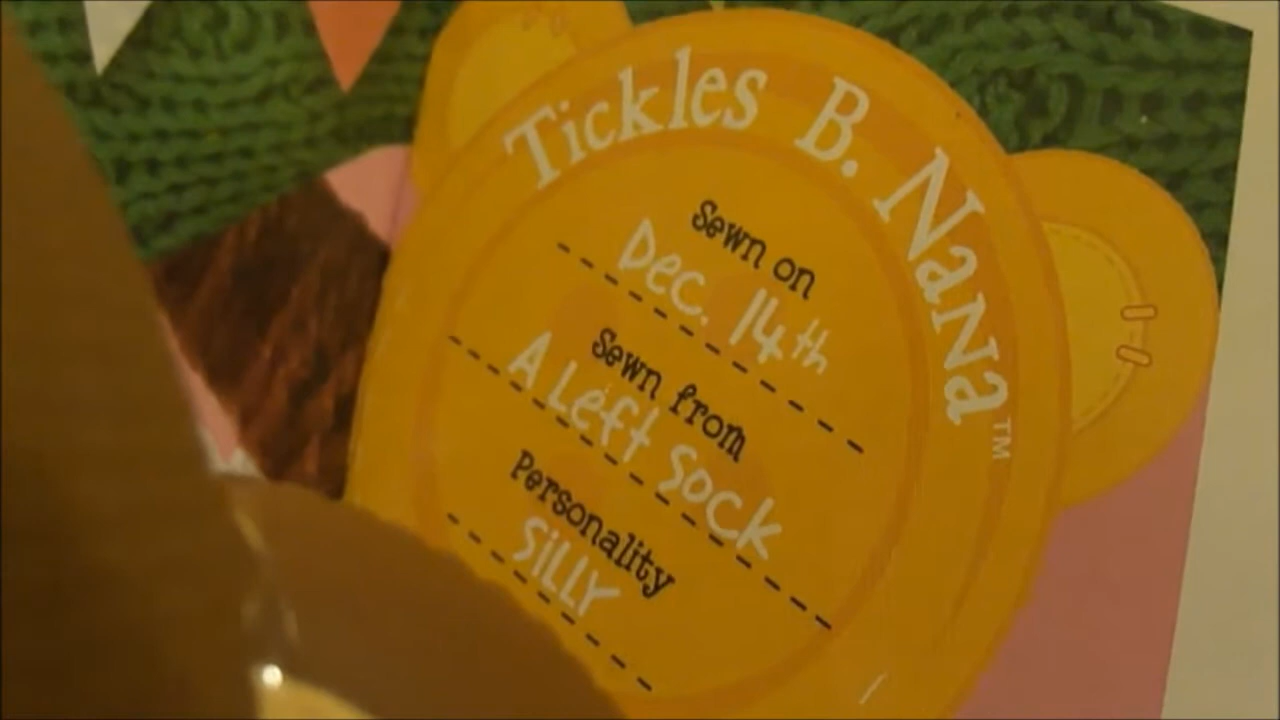 Tickles B. Nana™
Sewn on
Dec. 14th
Sewn from
A Left Sock
Personality
Silly